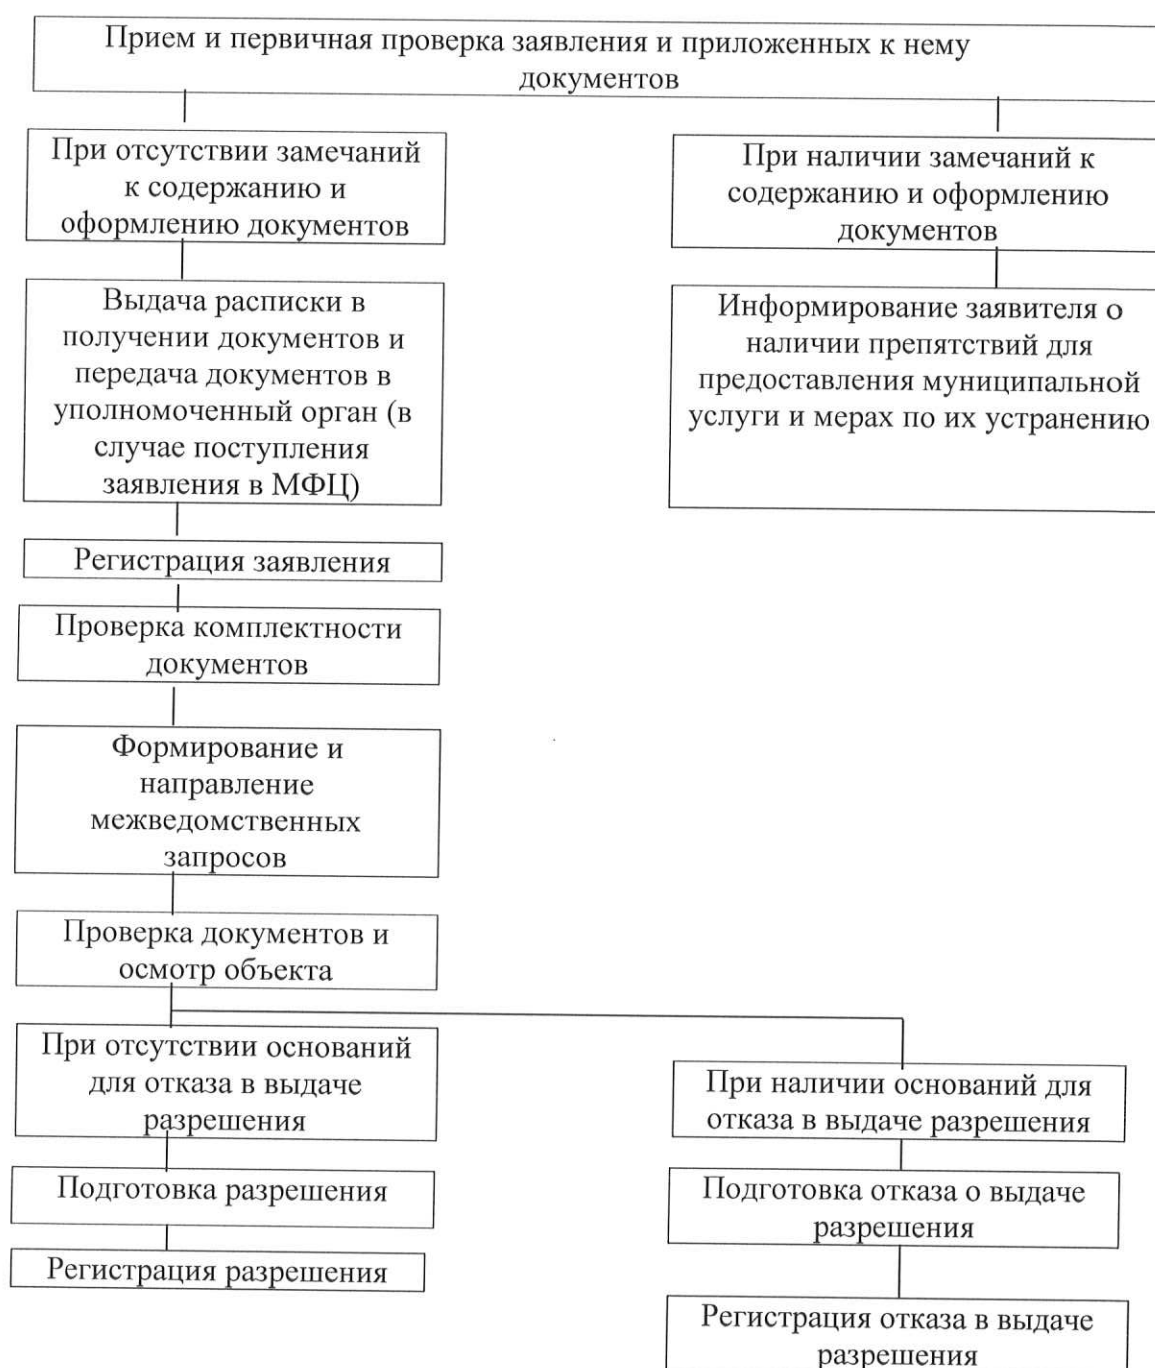 Прием и первичная проверка заявления и приложенных к нему
документов
При отсутствии замечаний
к содержанию и
оформлению документов
При наличии замечаний к
содержанию и оформлению
документов
Выдача расписки в
получении документов и
передача документов в
уполномоченный орган (в
случае поступления
заявления в МФЦ)
Информирование заявителя о
наличии препятствий для
предоставления муниципальной
услуги и мерах по их устранению
Регистрация заявления
Проверка комплектности
документов
Формирование и
направление
межведомственных
запросов
Проверка документов и
осмотр объекта
При отсутствии оснований
для отказа в выдаче
разрешения
При наличии оснований для
отказа в выдаче разрешения
Подготовка разрешения
Подготовка отказа о выдаче
разрешения
Регистрация разрешения
Регистрация отказа в выдаче
разрешения